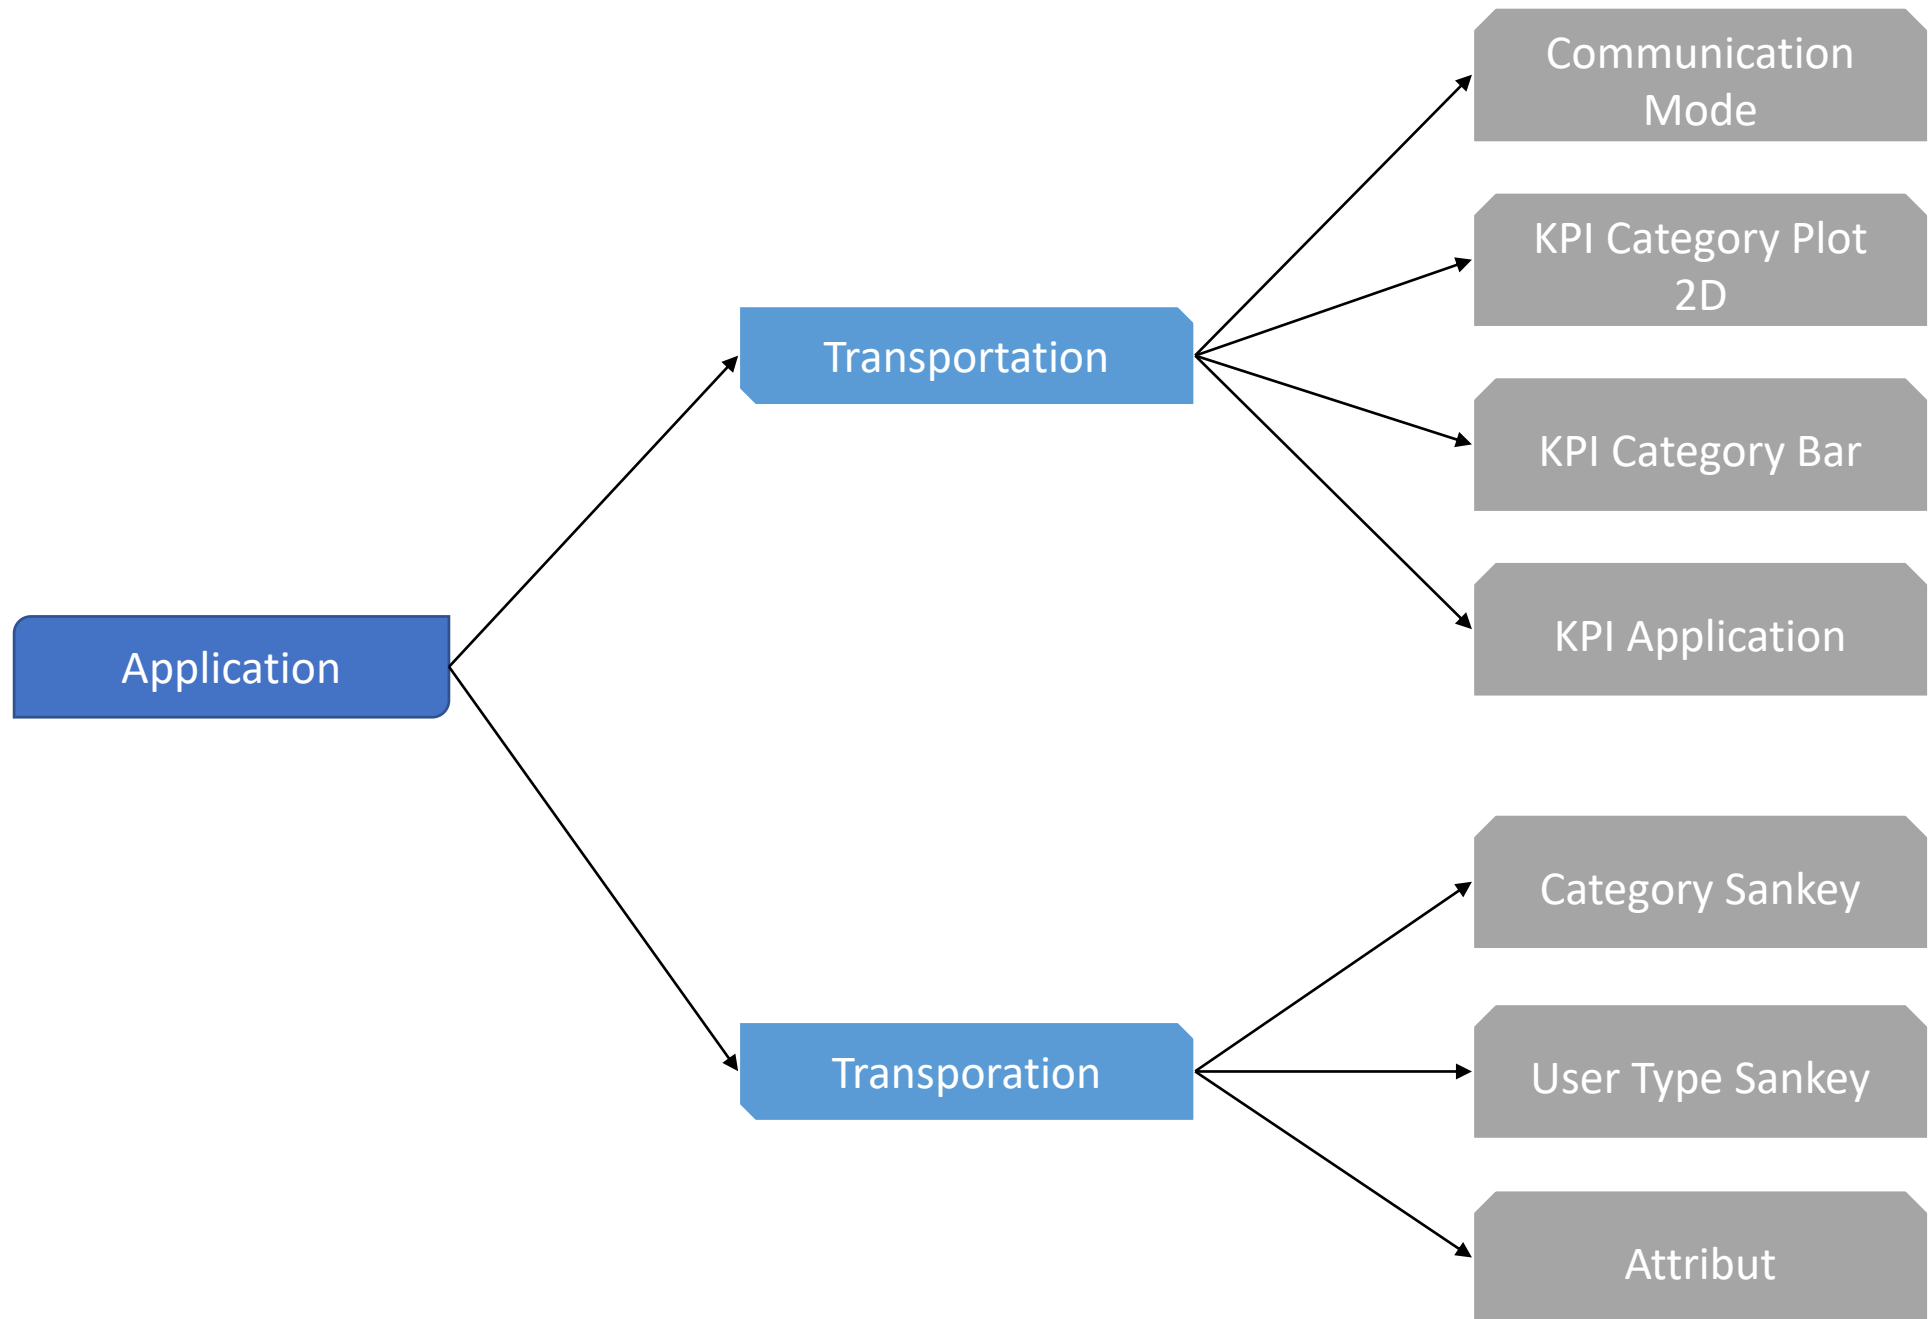 Application
Transportation
Communication
Mode
KPI Category Plot
2D
KPI Category Bar
KPI Application
Transporation
Category Sankey
User Type Sankey
Attribut